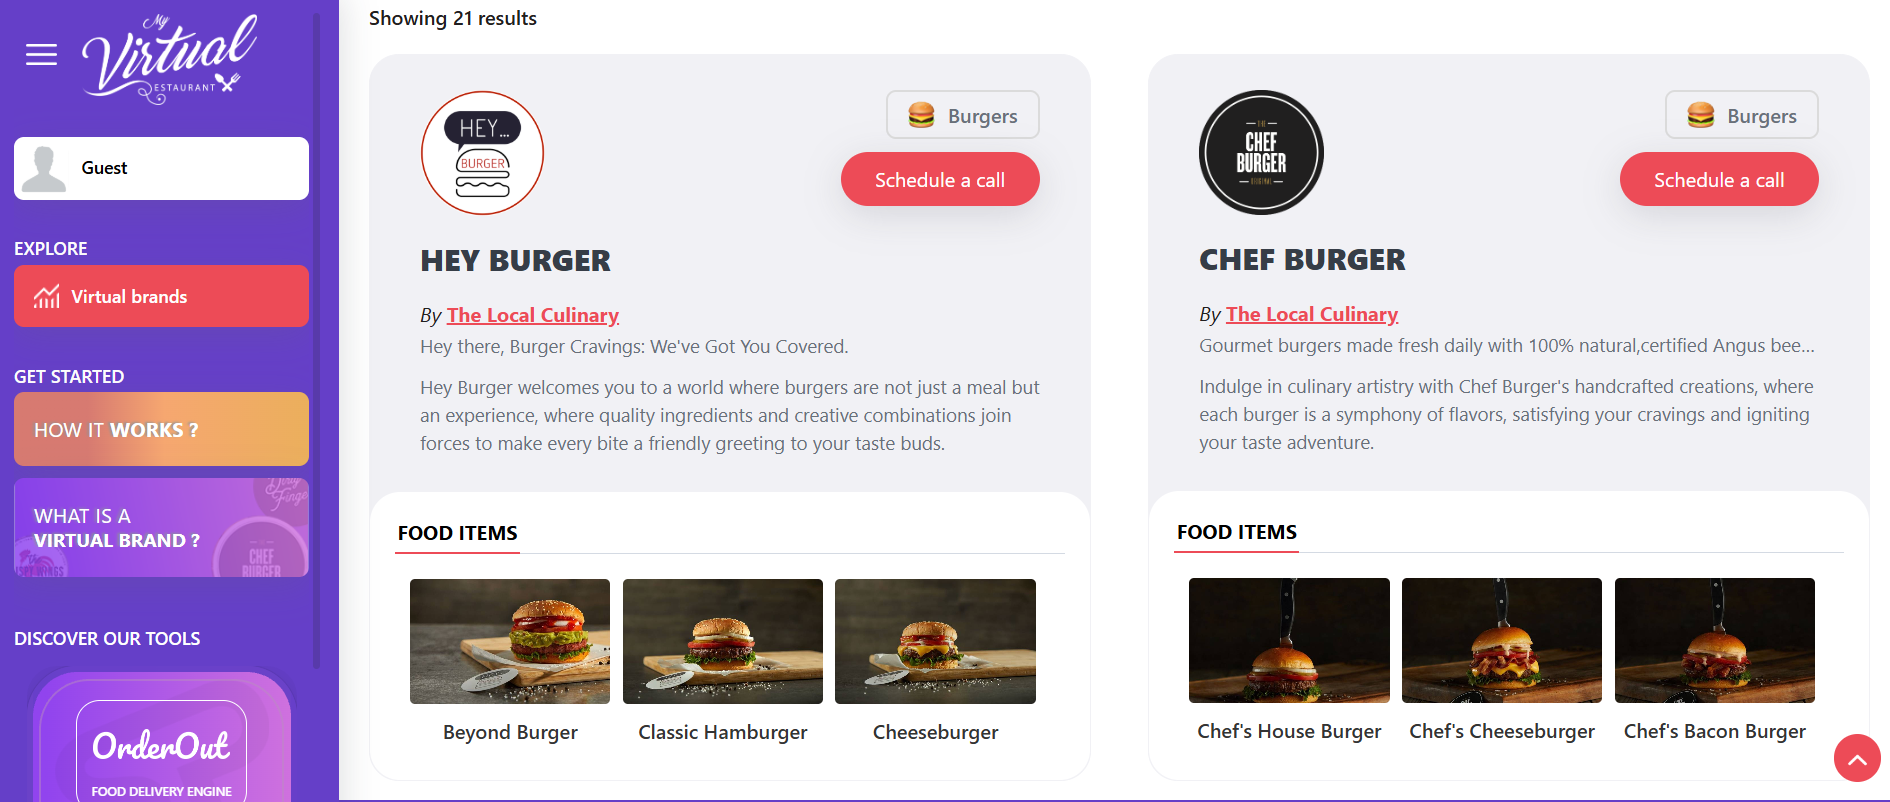 My
Virtual
ESTAURANT
Guest
EXPLORE
Virtual brands
GET STARTED
HOW IT WORKS ?
Dirty
Finge
WHAT IS A
VIRTUAL BRAND ?
CHEF
BURGER
DISCOVER OUR TOOLS
OrderOut
FOOD DELIVERY ENGINE
Showing 21 results
HEY...
BURGER
Burgers
Schedule a call
HEY BURGER
By The Local Culinary
Hey there, Burger Cravings: We've Got You Covered.
Hey Burger welcomes you to a world where burgers are not just a meal but
an experience, where quality ingredients and creative combinations join
forces to make every bite a friendly greeting to your taste buds.
FOOD ITEMS
Beyond Burger
Classic Hamburger
Cheeseburger
THE
CHEF
BURGER
ORIGINAL
Burgers
Schedule a call
CHEF BURGER
By The Local Culinary
Gourmet burgers made fresh daily with 100% natural,certified Angus bee...
Indulge in culinary artistry with Chef Burger's handcrafted creations, where
each burger is a symphony of flavors, satisfying your cravings and igniting
your taste adventure.
FOOD ITEMS
Chef's House Burger
Chef's Cheeseburger
Chef's Bacon Burger